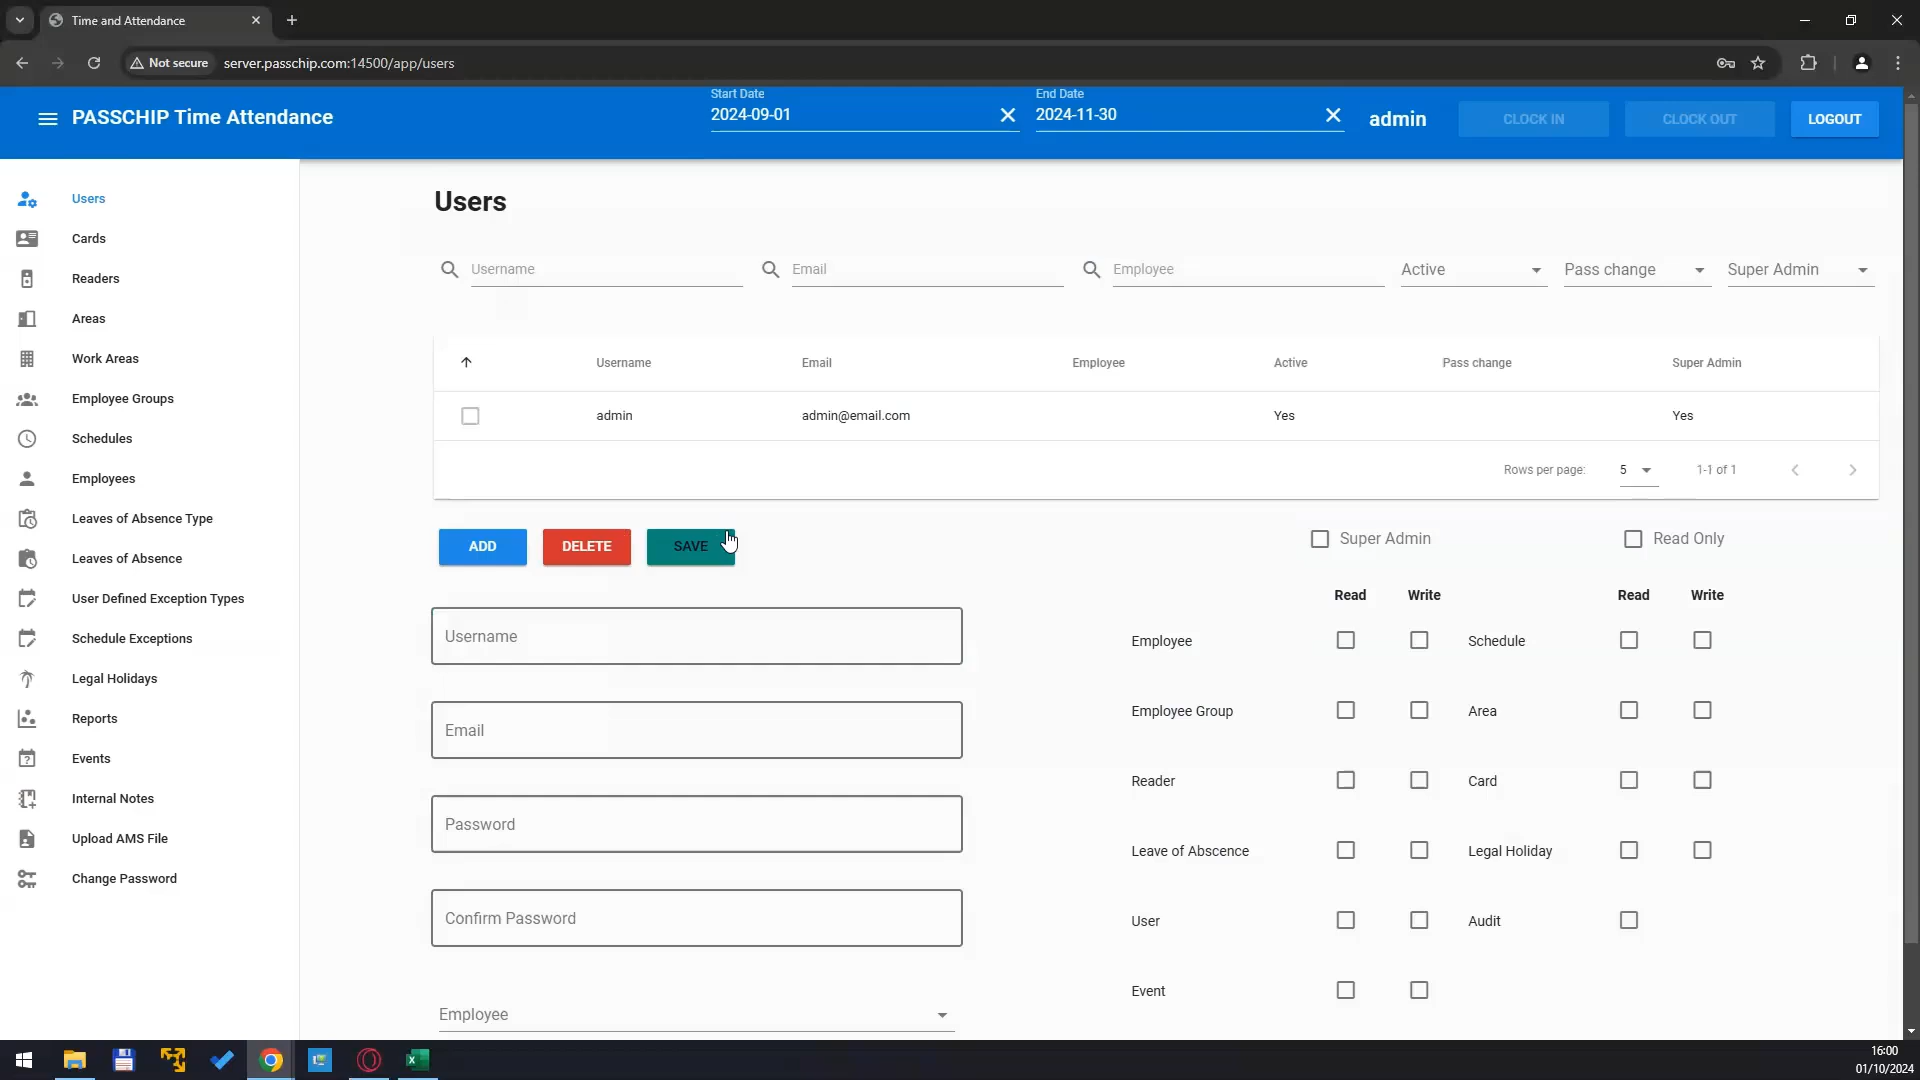 Time and Attendance
Not secure
server.passchip.com:14500/app/users
PASSCHIP Time Attendance
Start Date
2024-09-01
End Date
2024-11-30
admin
CLOCK IN
CLOCK OUT
LOGOUT
Users
Cards
Readers
Areas
Work Areas
Employee Groups
Schedules
Employees
Leaves of Absence Type
Leaves of Absence
User Defined Exception Types
Schedule Exceptions
Legal Holidays
Reports
Events
Internal Notes
Upload AMS File
Change Password
Users
Username
Email
Employee
Active
Pass change
Super Admin
Username Email Employee Active Pass change Super Admin
admin admin@email.com Yes Yes
Rows per page: 5 1-1 of 1
ADD DELETE SAVE
Username
Email
Password
Confirm Password
Employee
Super Admin Read Only
Read Write Read Write
Employee Schedule
Employee Group Area
Reader Card
Leave of Abscence Legal Holiday
User Audit
Event
16:00
01/10/2024